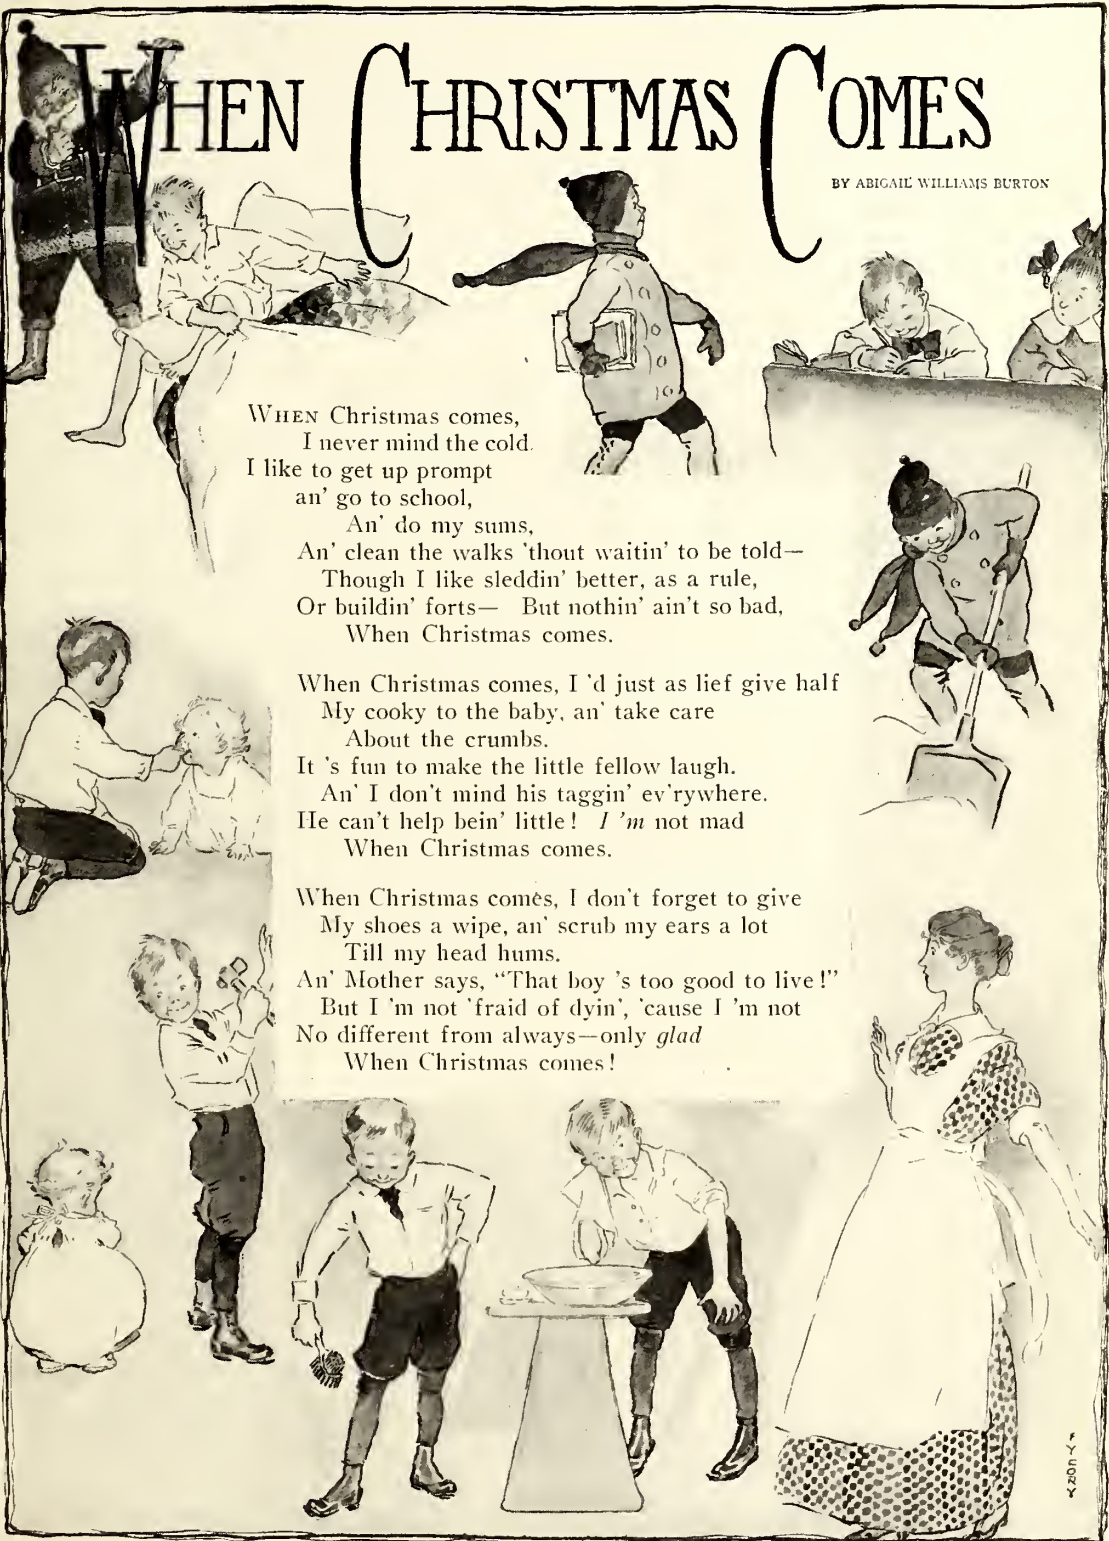 WHEN CHRISTMAS COMES
BY ABIGAIL WILLIAMS BURTON
WHEN Christmas comes,
I never mind the cold.
I like to get up prompt
an' go to school,
An' do my sums,
An' clean the walks 'thout waitin' to be told—
Though I like sleddin' better, as a rule,
Or buildin' forts— But nothin' ain't so bad,
When Christmas comes.
When Christmas comes, I 'd just as lief give half
My cooky to the baby, an' take care
About the crumbs.
It 's fun to make the little fellow laugh.
An' I don't mind his taggin' ev'rywhere.
He can't help bein' little! I 'm not mad
When Christmas comes.
When Christmas comes, I don't forget to give
My shoes a wipe, an' scrub my ears a lot
Till my head hums.
An' Mother says, "That boy 's too good to live!"
But I 'm not 'fraid of dyin', 'cause I 'm not
No different from always—only glad
When Christmas comes!
F Y CORY